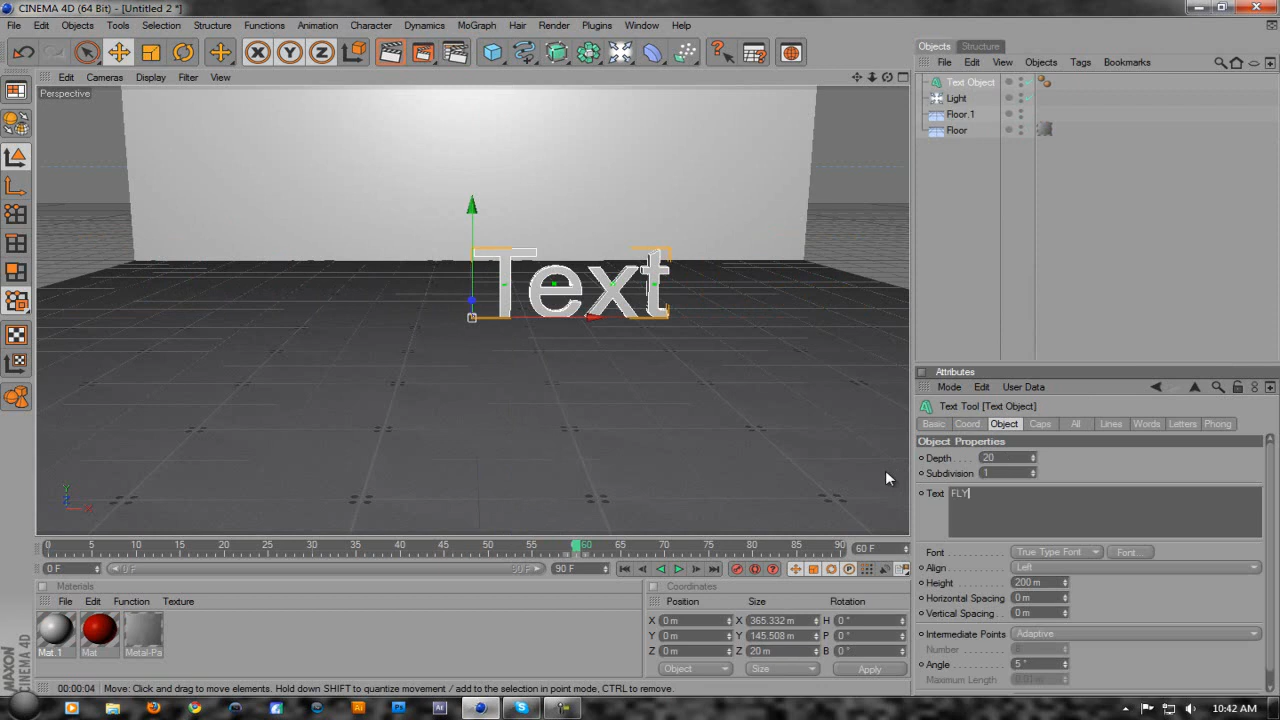 CINEMA 4D (64 Bit) - [Untitled 2 *]
File Edit Objects Tools Selection Structure Functions Animation Character Dynamics MoGraph Hair Render Plugins Window Help
X Y Z
Edit Cameras Display Filter View
Perspective
Text
Y
X
Objects Structure
File Edit View Objects Tags Bookmarks
Text Object
Light
Floor.1
Floor
Attributes
Mode Edit User Data
Text Tool [Text Object]
Basic Coord. Object Caps All Lines Words Letters Phong
Object Properties
Depth 20
Subdivision 1
Text FLY
Font True Type Font Font...
Align Left
Height 200 m
Horizontal Spacing 0 m
Vertical Spacing 0 m
Intermediate Points Adaptive
Number
Angle 5 °
Maximum Length
0 5 10 15 20 25 30 35 40 45 50 55 60 65 70 75 80 85 90 60 F
0 F 0 F 90 F
Materials
File Edit Function Texture
Mat.1 Mat Metal-Pa
Coordinates
Position Size Rotation
X 0 m X 365.332 m H 0 °
Y 0 m Y 145.508 m P 0 °
Z 0 m Z 20 m B 0 °
Object Size Apply
MAXON CINEMA 4D
00:00:04 Move: Click and drag to move elements. Hold down SHIFT to quantize movement / add to the selection in point mode, CTRL to remove.
10:42 AM